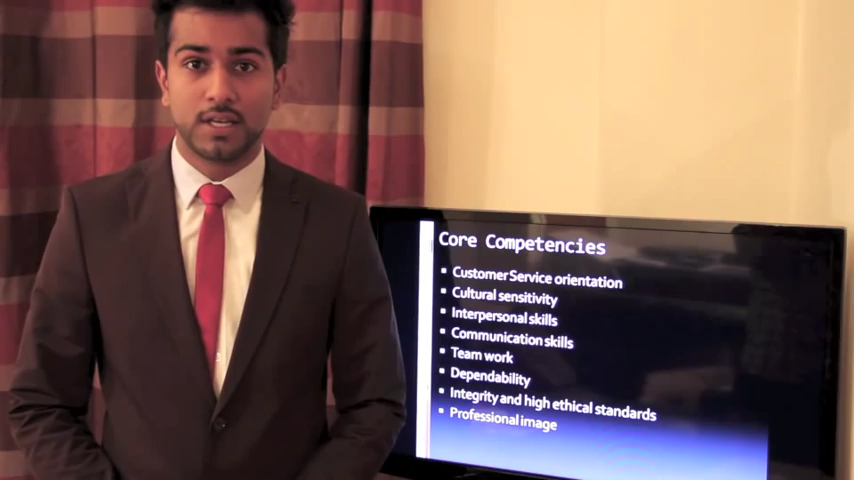 Core Competencies
Customer Service orientation
Cultural sensitivity
Interpersonal skills
Communication skills
Team work
Dependability
Integrity and high ethical standards
Professional image